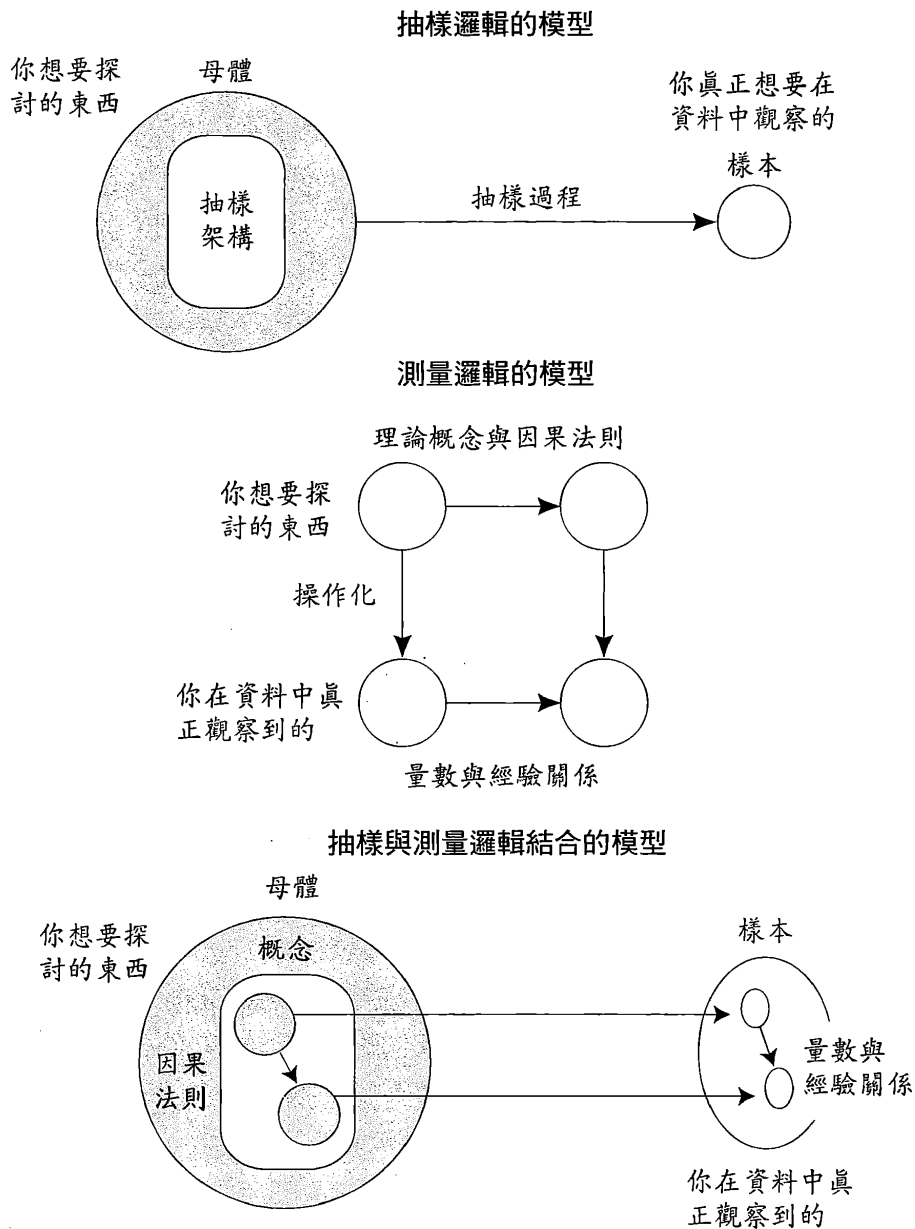 抽樣邏輯的模型
你想要探
討的東西
母體
你眞正想要在
資料中觀察的
樣本
抽樣
架構
抽樣過程
測量邏輯的模型
理論概念與因果法則
你想要探
討的東西
操作化
你在資料中眞
正觀察到的
量數與經驗關係
抽樣與測量邏輯結合的模型
母體
你想要探
討的東西
概念
樣本
因果
法則
量數與
經驗關係
你在資料中眞
正觀察到的